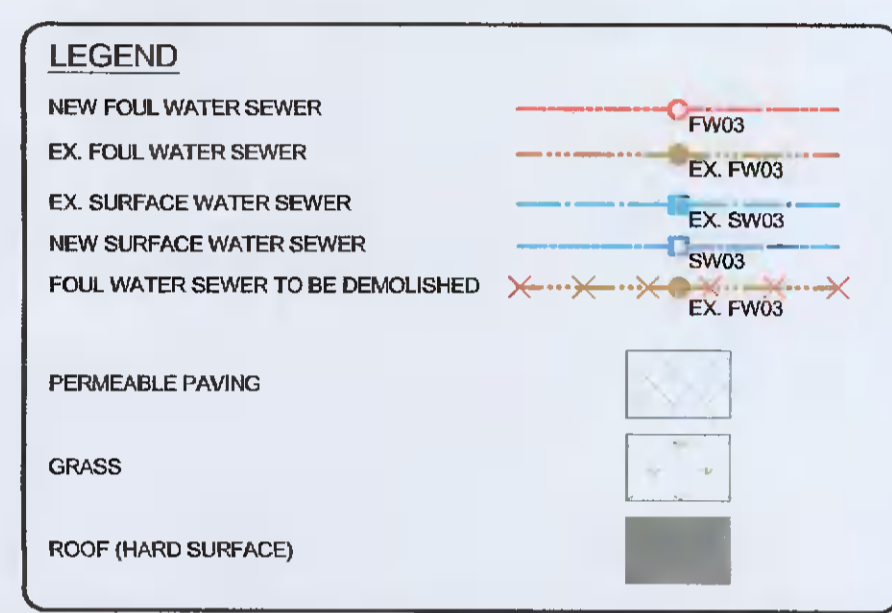 LEGEND
NEW FOUL WATER SEWER
FW03
EX. FOUL WATER SEWER
EX. FW03
EX. SURFACE WATER SEWER
EX. SW03
NEW SURFACE WATER SEWER
SW03
FOUL WATER SEWER TO BE DEMOLISHED
EX. FW03
PERMEABLE PAVING
GRASS
ROOF (HARD SURFACE)